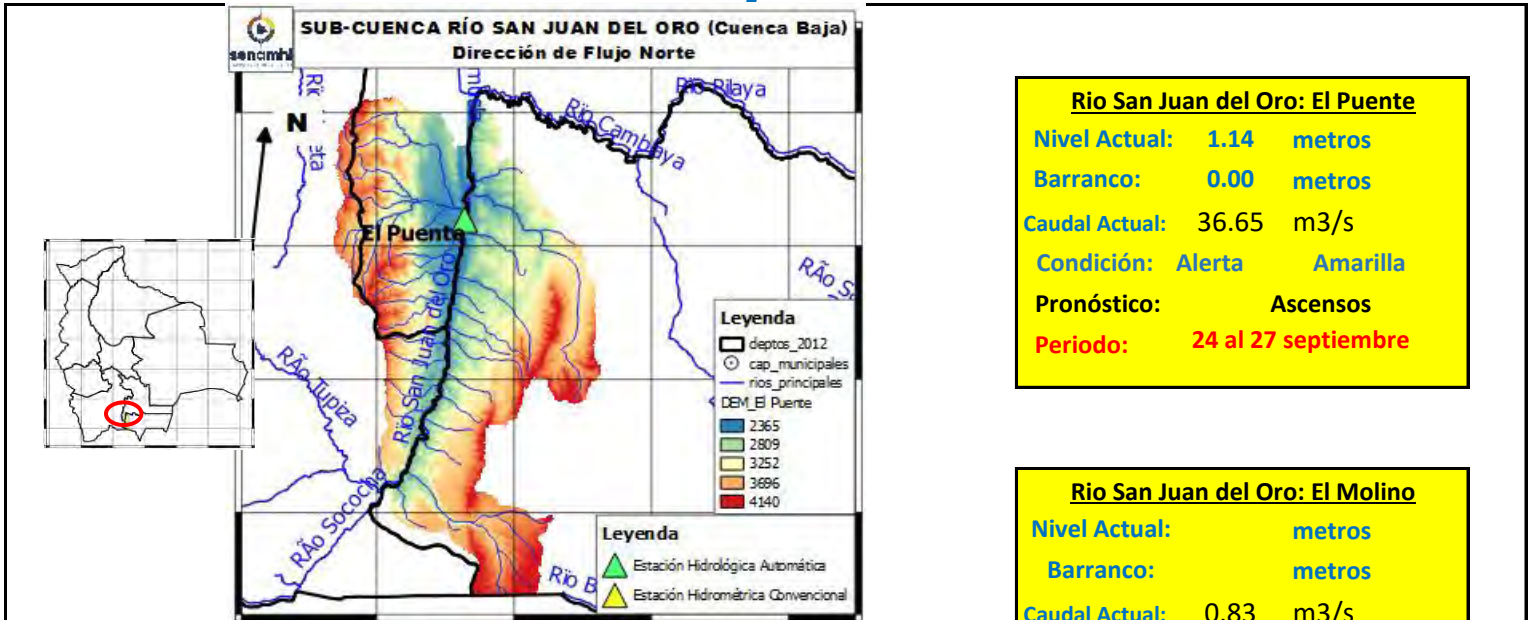 senamhi
SUB-CUENCA RÍO SAN JUAN DEL ORO (Cuenca Baja)
Dirección de Flujo Norte
N
Río Pilaya
Río Cambaya
El Puente
Río San Juan del Oro
RÃo Tupiza
RÃo Sococha
RÃo S
Río B
Leyenda
deptos_2012
cap_municipales
rios_principales
DEM_El Puente
2365
2809
3252
3696
4140
Leyenda
Estación Hidrológica Automática
Estación Hidrométrica Convencional
Rio San Juan del Oro: El Puente
Nivel Actual: 1.14 metros
Barranco: 0.00 metros
Caudal Actual: 36.65 m3/s
Condición: Alerta Amarilla
Pronóstico: Ascensos
Periodo: 24 al 27 septiembre
Rio San Juan del Oro: El Molino
Nivel Actual: metros
Barranco: metros
Caudal Actual: 0.83 m3/s